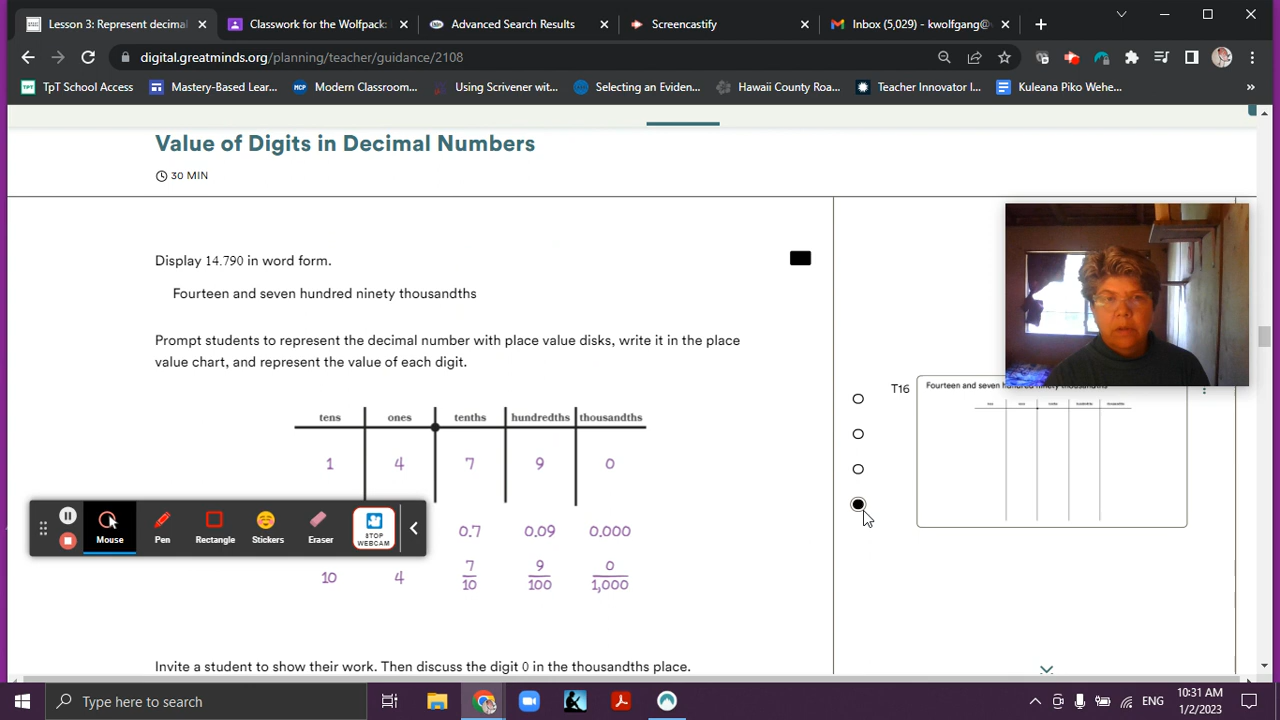 Lesson 3: Represent decimal
Classwork for the Wolfpack:
Advanced Search Results
Screencastify
Inbox (5,029) - kwolfgang@
digital.greatminds.org/planning/teacher/guidance/2108
TpT School Access
Mastery-Based Lear...
Modern Classroom...
Using Scrivener wit...
Selecting an Eviden...
Hawaii County Roa...
Teacher Innovator I...
Kuleana Piko Wehe...
Value of Digits in Decimal Numbers
30 MIN
Display 14.790 in word form.
Fourteen and seven hundred ninety thousandths
Prompt students to represent the decimal number with place value disks, write it in the place
value chart, and represent the value of each digit.
T16
Fourteen and seven hundred ninety thousandths
tens ones tenths hundredths thousandths
1 4 7 9 0
0.7 0.09 0.000
10 4 7/10 9/100 0/1,000
Mouse
Pen
Rectangle
Stickers
Eraser
STOP
WEBCAM
Invite a student to show their work. Then discuss the digit 0 in the thousandths place.
Type here to search
ENG
10:31 AM
1/2/2023